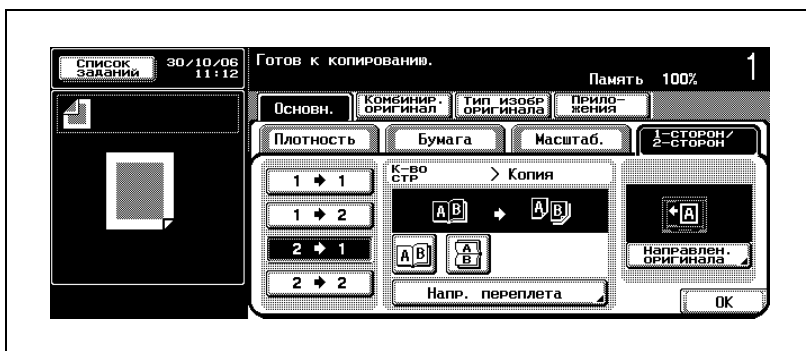 Список
заданий
30/10/06
11:12
Готов к копированию.
Память 100%
1
Основн.
Комбинир.
оригинал
Тип изобр
оригинала
Прило-
жения
Плотность
Бумага
Масштаб.
1-сторон/
2-сторон
1 → 1
1 → 2
2 → 1
2 → 2
К-во
стр
> Копия
A B → A B
A B
A
B
Напр. переплета
A
Направлен.
оригинала
OK